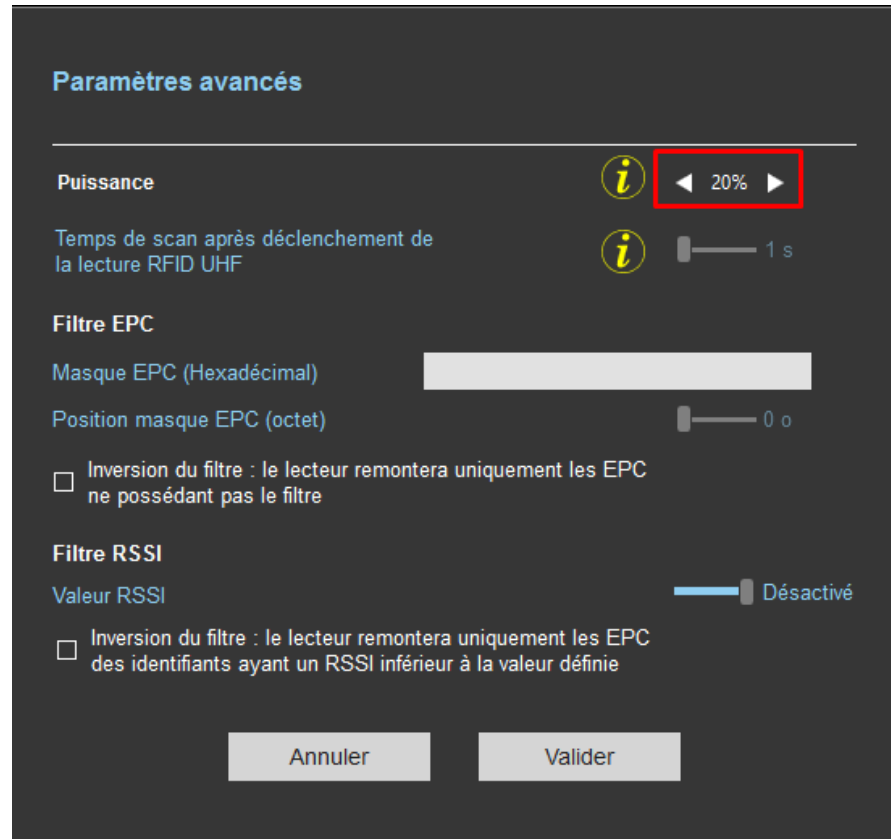 Paramètres avancés
Puissance
i
20%
Temps de scan après déclenchement de
la lecture RFID UHF
i
1 s
Filtre EPC
Masque EPC (Hexadécimal)
Position masque EPC (octet)
0 o
Inversion du filtre : le lecteur remontera uniquement les EPC
ne possédant pas le filtre
Filtre RSSI
Valeur RSSI
Désactivé
Inversion du filtre : le lecteur remontera uniquement les EPC
des identifiants ayant un RSSI inférieur à la valeur définie
Annuler
Valider